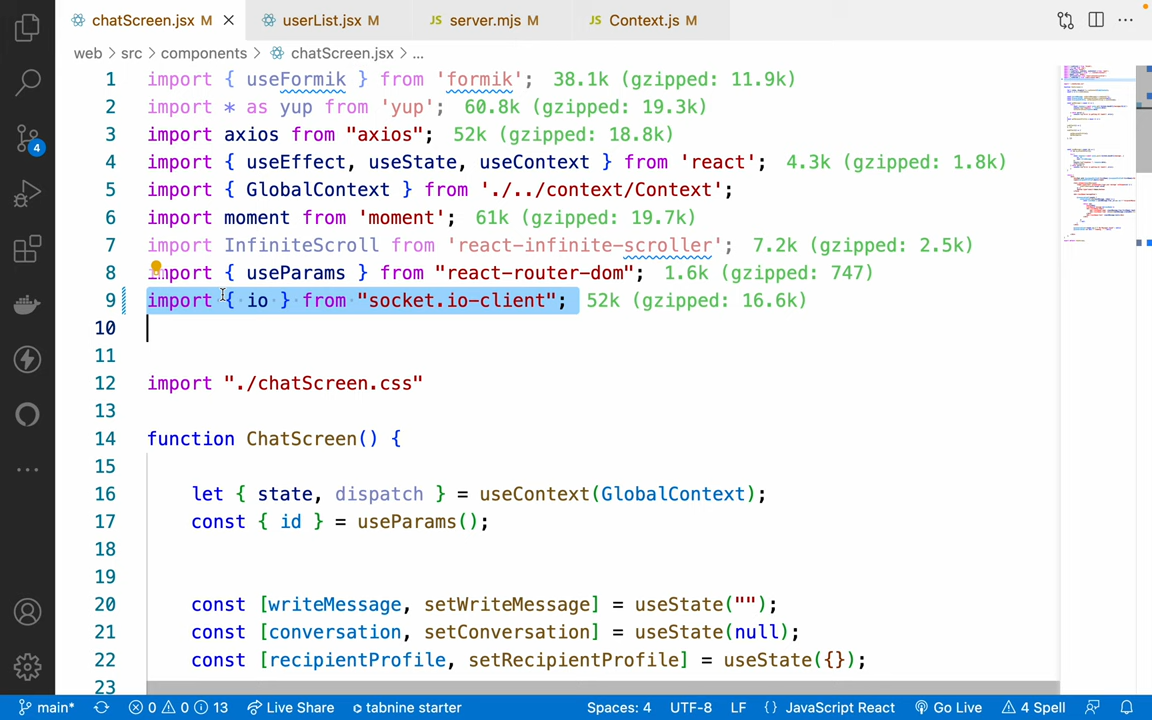 chatScreen.jsx M userList.jsx M JS server.mjs M JS Context.js M
web > src > components > chatScreen.jsx > ...
1 import { useFormik } from 'formik'; 38.1k (gzipped: 11.9k)
2 import * as yup from 'yup'; 60.8k (gzipped: 19.3k)
3 import axios from "axios"; 52k (gzipped: 18.8k)
4 import { useEffect, useState, useContext } from 'react'; 4.3k (gzipped: 1.8k)
5 import { GlobalContext } from './../context/Context';
6 import moment from 'moment'; 61k (gzipped: 19.7k)
7 import InfiniteScroll from 'react-infinite-scroller'; 7.2k (gzipped: 2.5k)
8 import { useParams } from "react-router-dom"; 1.6k (gzipped: 747)
9 import { io } from "socket.io-client"; 52k (gzipped: 16.6k)
10
11
12 import "./chatScreen.css"
13
14 function ChatScreen() {
15
16 let { state, dispatch } = useContext(GlobalContext);
17 const { id } = useParams();
18
19
20 const [writeMessage, setWriteMessage] = useState("");
21 const [conversation, setConversation] = useState(null);
22 const [recipientProfile, setRecipientProfile] = useState({});
23
4
main* 0 0 13 Live Share tabnine starter Spaces: 4 UTF-8 LF {} JavaScript React Go Live 4 Spell